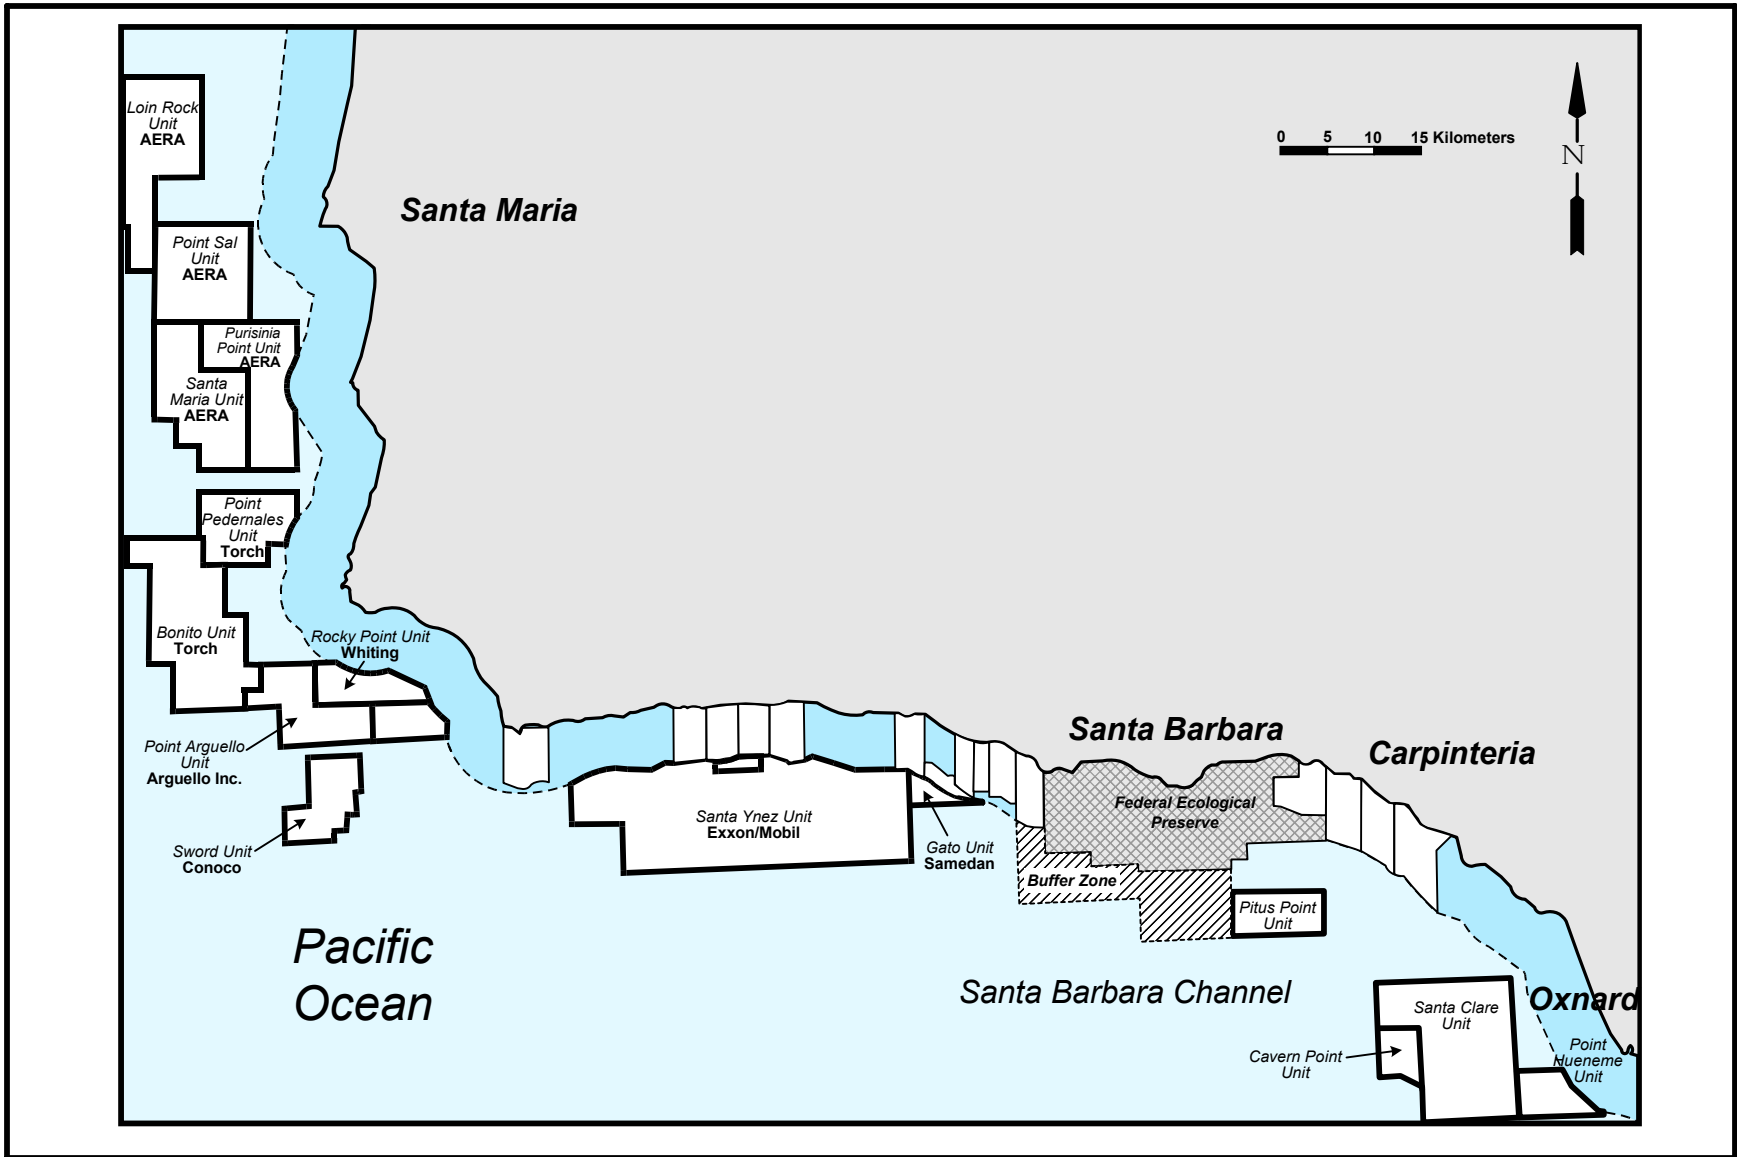 Loin Rock
Unit
AERA
0 5 10 15 Kilometers
N
Santa Maria
Point Sal
Unit
AERA
Purisinia
Point Unit
AERA
Santa
Maria Unit
AERA
Point
Pedernales
Unit
Torch
Bonito Unit
Torch
Rocky Point Unit
Whiting
Point Arguello
Unit
Arguello Inc.
Sword Unit
Conoco
Santa Ynez Unit
Exxon/Mobil
Gato Unit
Samedan
Santa Barbara
Carpinteria
Federal Ecological
Preserve
Buffer Zone
Pitus Point
Unit
Pacific
Ocean
Santa Barbara Channel
Oxnard
Santa Clare
Unit
Cavern Point
Unit
Point
Hueneme
Unit